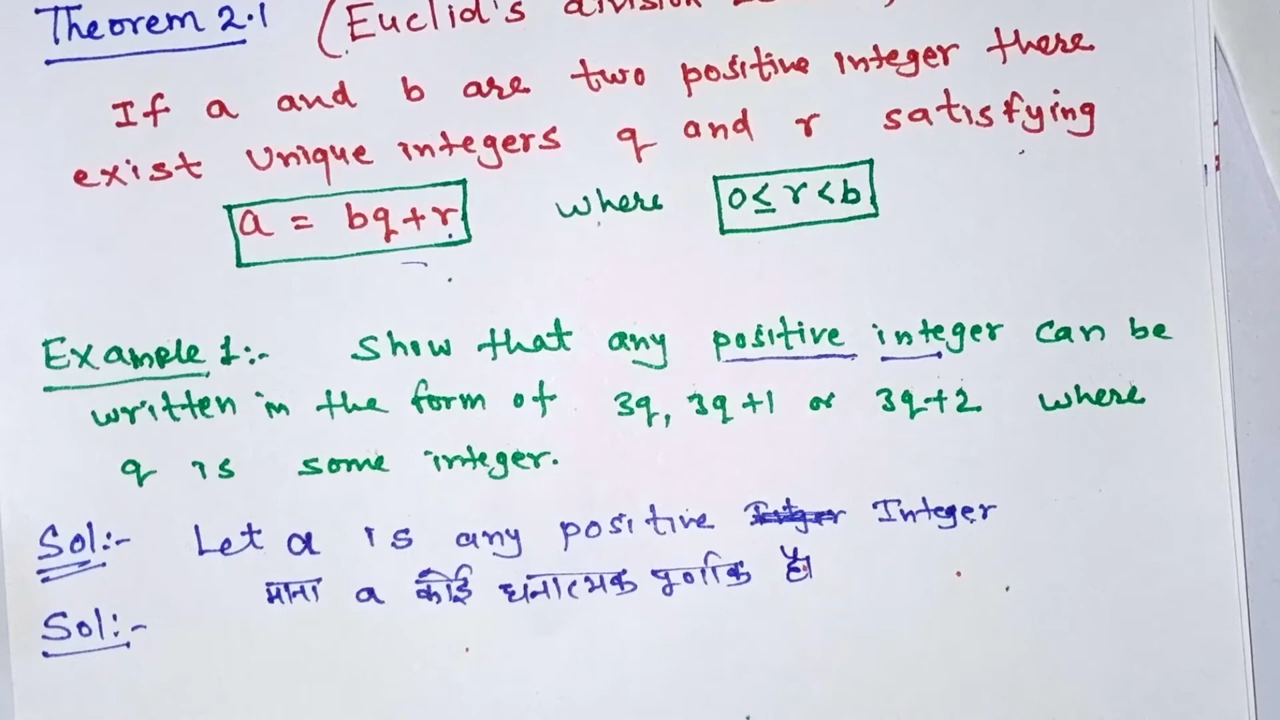 Theorem 2.1 (Euclid's division
If a and b are two positive integer there
exist Unique integers q and r satisfying
a = bq+r where 0≤r<b
Example 1:- Show that any positive integer can be
written in the form of 3q, 3q+1 or 3q+2 where
q is some integer.
Sol:- Let a is any positive Integer
माना a कोई धनात्मक पूर्णांक है।
Sol:-